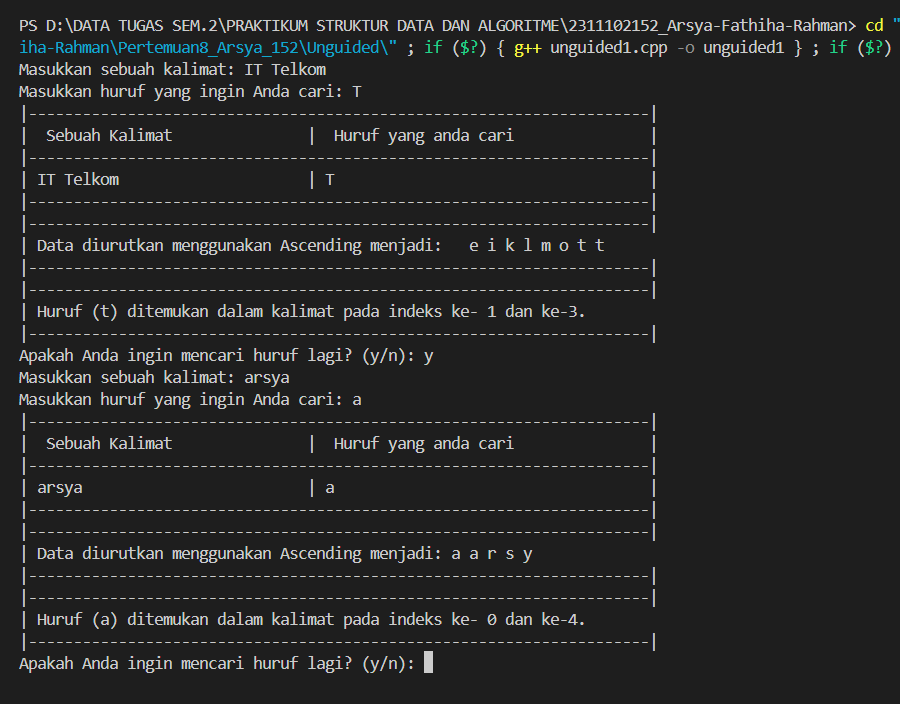 PS D:\DATA TUGAS SEM.2\PRAKTIKUM STRUKTUR DATA DAN ALGORITME\2311102152_Arsya-Fathiha-Rahman> cd "
iha-Rahman\Pertemuan8_Arsya_152\Unguided\" ; if ($?) { g++ unguided1.cpp -o unguided1 } ; if ($?)
Masukkan sebuah kalimat: IT Telkom
Masukkan huruf yang ingin Anda cari: T
|---------------------------------------------------------------------|
|  Sebuah Kalimat               |  Huruf yang anda cari               |
|---------------------------------------------------------------------|
| IT Telkom                     | T                                   |
|---------------------------------------------------------------------|
|---------------------------------------------------------------------|
| Data diurutkan menggunakan Ascending menjadi:   e i k l m o t t
|---------------------------------------------------------------------|
|---------------------------------------------------------------------|
| Huruf (t) ditemukan dalam kalimat pada indeks ke- 1 dan ke-3.
|---------------------------------------------------------------------|
Apakah Anda ingin mencari huruf lagi? (y/n): y
Masukkan sebuah kalimat: arsya
Masukkan huruf yang ingin Anda cari: a
|---------------------------------------------------------------------|
|  Sebuah Kalimat               |  Huruf yang anda cari               |
|---------------------------------------------------------------------|
| arsya                         | a                                   |
|---------------------------------------------------------------------|
|---------------------------------------------------------------------|
| Data diurutkan menggunakan Ascending menjadi: a a r s y
|---------------------------------------------------------------------|
|---------------------------------------------------------------------|
| Huruf (a) ditemukan dalam kalimat pada indeks ke- 0 dan ke-4.
|---------------------------------------------------------------------|
Apakah Anda ingin mencari huruf lagi? (y/n):